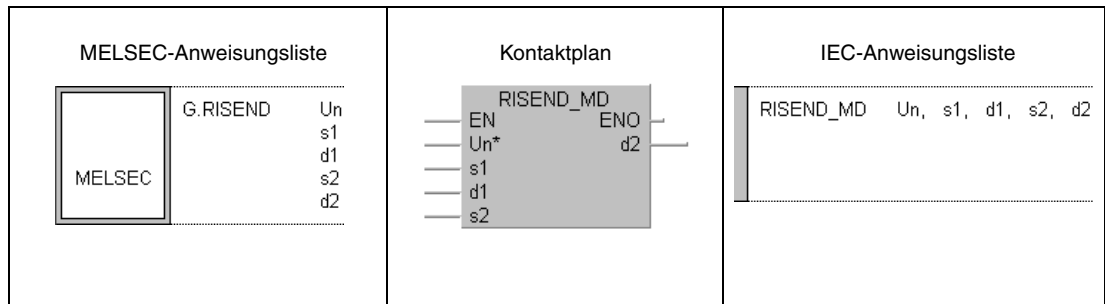 MELSEC-Anweisungsliste
MELSEC
G.RISEND Un
s1
d1
s2
d2
Kontaktplan
RISEND_MD
EN ENO
Un* d2
s1
d1
s2
IEC-Anweisungsliste
RISEND_MD Un, s1, d1, s2, d2